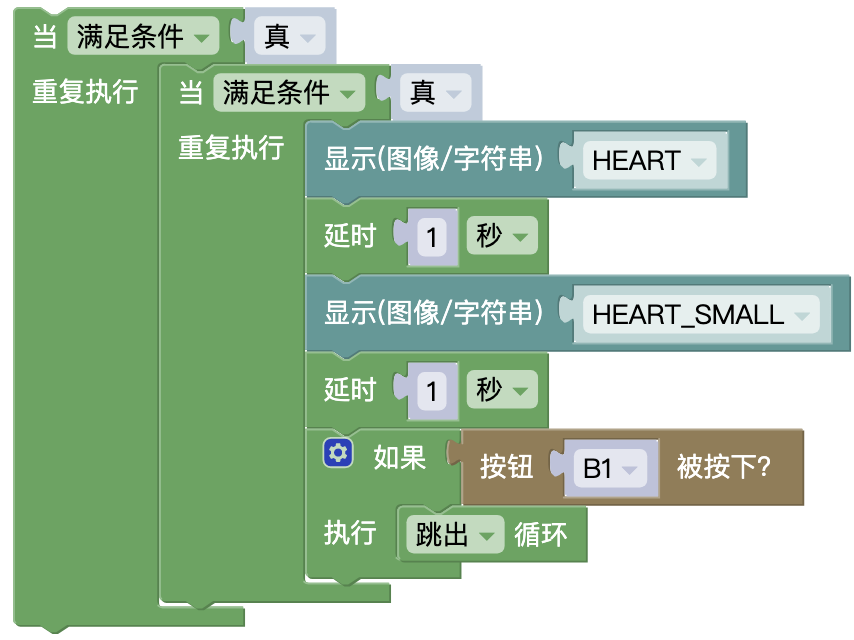 当 满足条件 真
重复执行 当 满足条件 真
重复执行 显示(图像/字符串) HEART
延时 1 秒
显示(图像/字符串) HEART_SMALL
延时 1 秒
如果 按钮 B1 被按下?
执行 跳出 循环